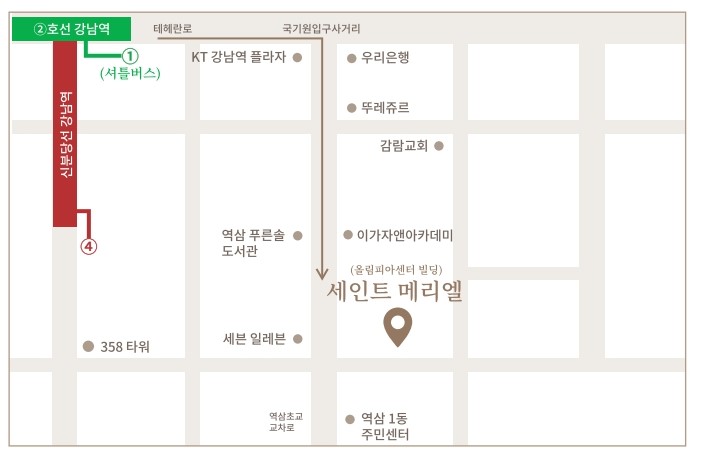 ②호선 강남역
테헤란로
국기원입구사거리
①
(셔틀버스)
KT 강남역 플라자
우리은행
뚜레쥬르
신분당선 강남역
감람교회
④
역삼 푸른솔
도서관
이가자앤아카데미
(올림피아센터 빌딩)
세인트 메리엘
358 타워
세븐 일레븐
역삼초교
교차로
역삼 1동
주민센터